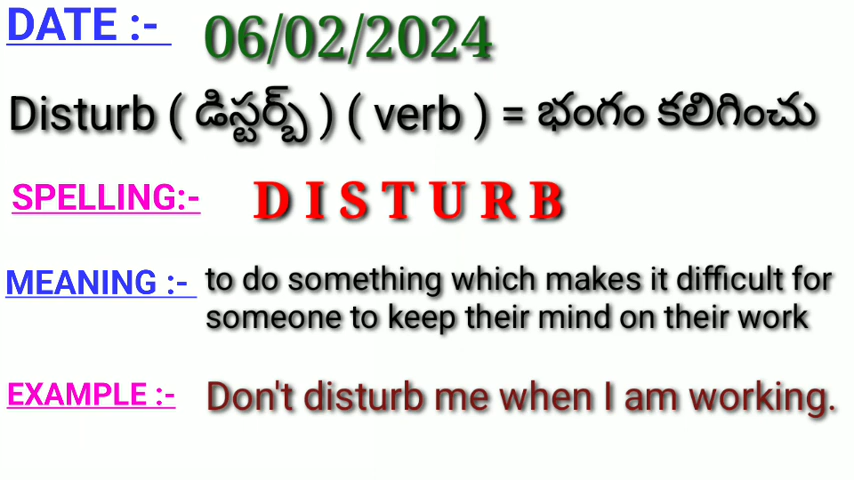 DATE :- 06/02/2024
Disturb ( డిస్టర్బ్ ) ( verb ) = భంగం కలిగించు
SPELLING:- D I S T U R B
MEANING :- to do something which makes it difficult for
someone to keep their mind on their work
EXAMPLE :- Don't disturb me when I am working.